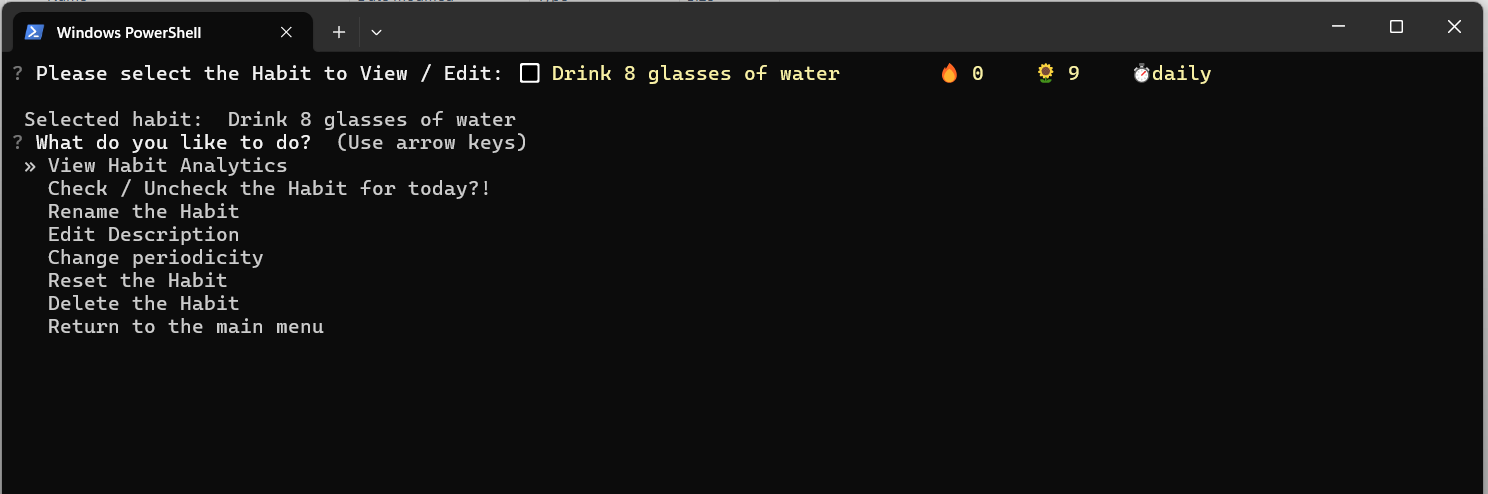 Windows PowerShell
? Please select the Habit to View / Edit: Drink 8 glasses of water 🔥 0 🌻 9 ⏱daily
Selected habit: Drink 8 glasses of water
? What do you like to do? (Use arrow keys)
» View Habit Analytics
Check / Uncheck the Habit for today?!
Rename the Habit
Edit Description
Change periodicity
Reset the Habit
Delete the Habit
Return to the main menu